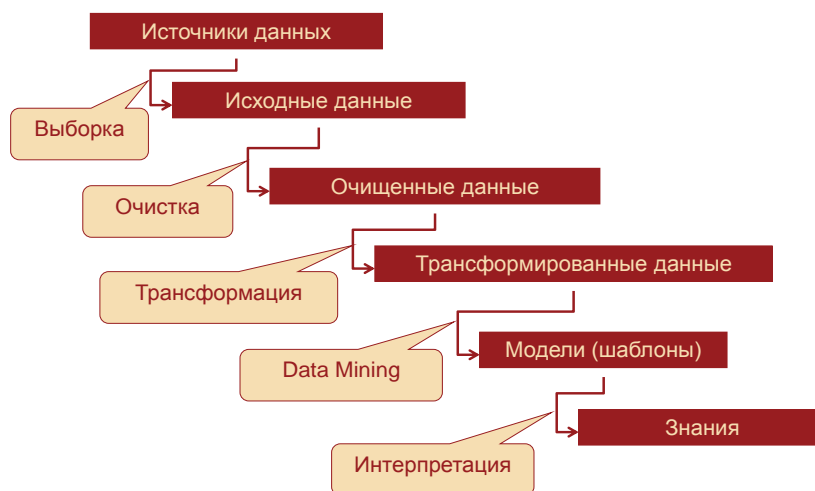 Источники данных
Исходные данные
Выборка
Очищенные данные
Очистка
Трансформированные данные
Трансформация
Модели (шаблоны)
Data Mining
Знания
Интерпретация